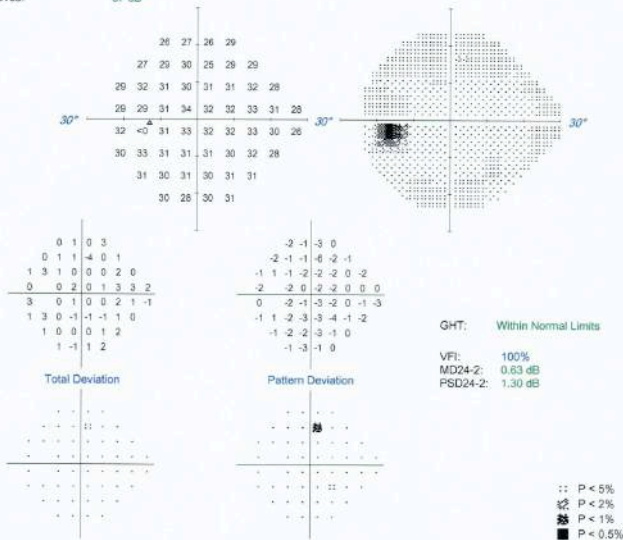 26 27 26 29
27 29 30 25 29 29
29 32 31 30 31 31 32 28
29 29 31 34 32 32 33 31 28
30° 30° 30°
32 <0 31 33 32 32 33 30 26
30 33 31 31 31 30 32 28
31 30 30 30 31 31
30 28 30 31
0 1 0 3
0 1 1 -4 0 1
1 3 1 0 0 0 2 0
0 0 2 0 1 3 3 2
3 0 1 0 0 2 1 -1
1 3 0 -1 -1 -1 1 0
1 0 0 0 1 2
1 -1 1 2
Total Deviation
-2 -1 -3 0
-2 -1 -1 -6 -2 -1
-1 1 -1 -2 -2 -2 0 -2
-2 -2 0 -2 -2 0 0 0
0 -2 -1 -3 -2 0 -1 -3
-1 1 -2 -3 -3 -4 -1 -2
-1 -2 -2 -3 -1 0
-1 -3 -1 0
Pattern Deviation
GHT: Within Normal Limits
VFI: 100%
MD24-2: 0.63 dB
PSD24-2: 1.30 dB
P < 5%
P < 2%
P < 1%
P < 0.5%